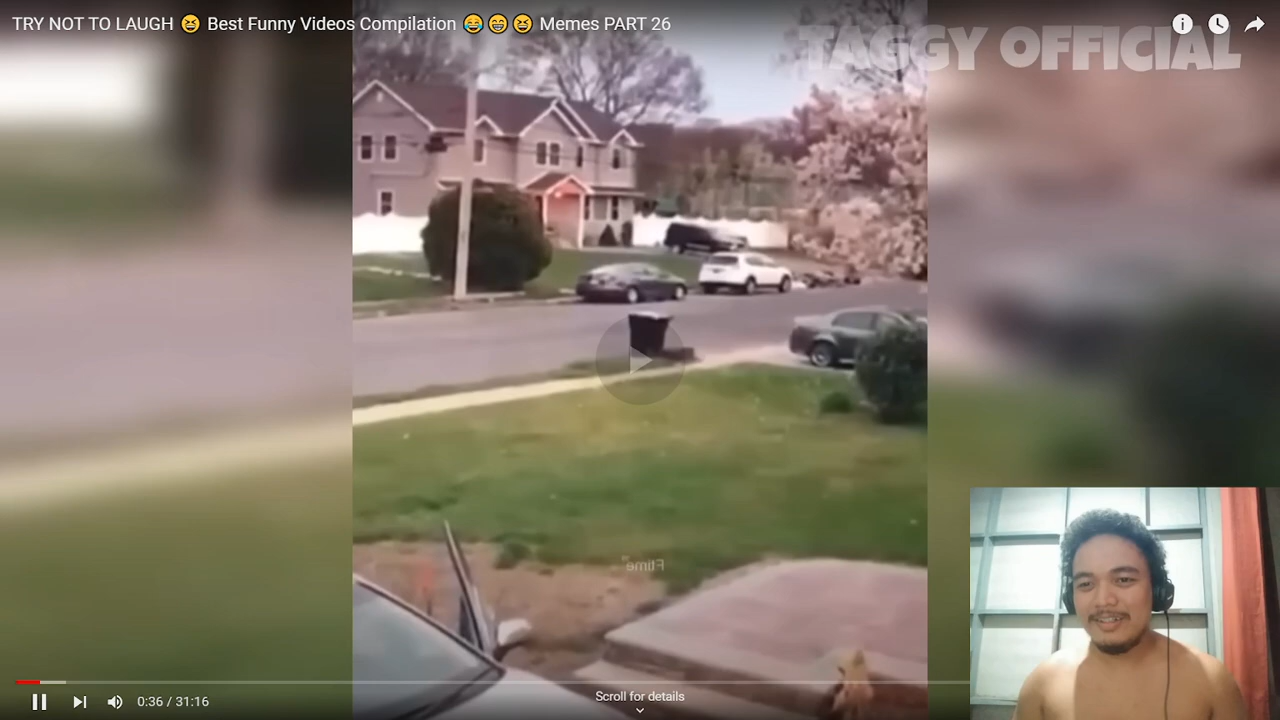 TRY NOT TO LAUGH 😆 Best Funny Videos Compilation 😂😁😆 Memes PART 26
TAGGY OFFICIAL
Ftime
0:36 / 31:16
Scroll for details